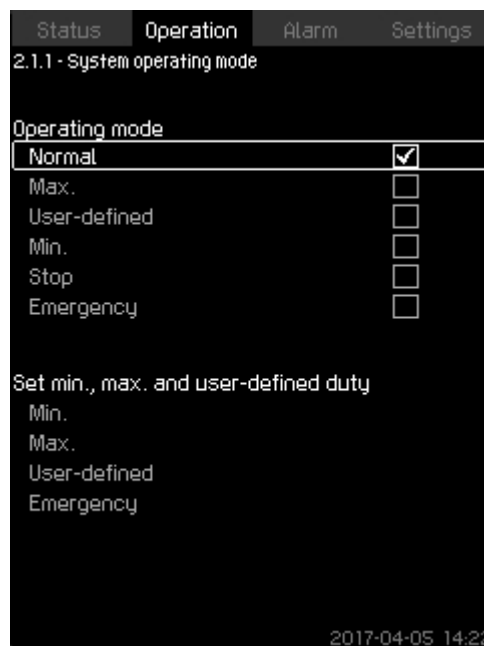 Status Operation Alarm Settings
2.1.1 - System operating mode
Operating mode
Normal
Max.
User-defined
Min.
Stop
Emergency
Set min., max. and user-defined duty
Min.
Max.
User-defined
Emergency
2017-04-05 14:22